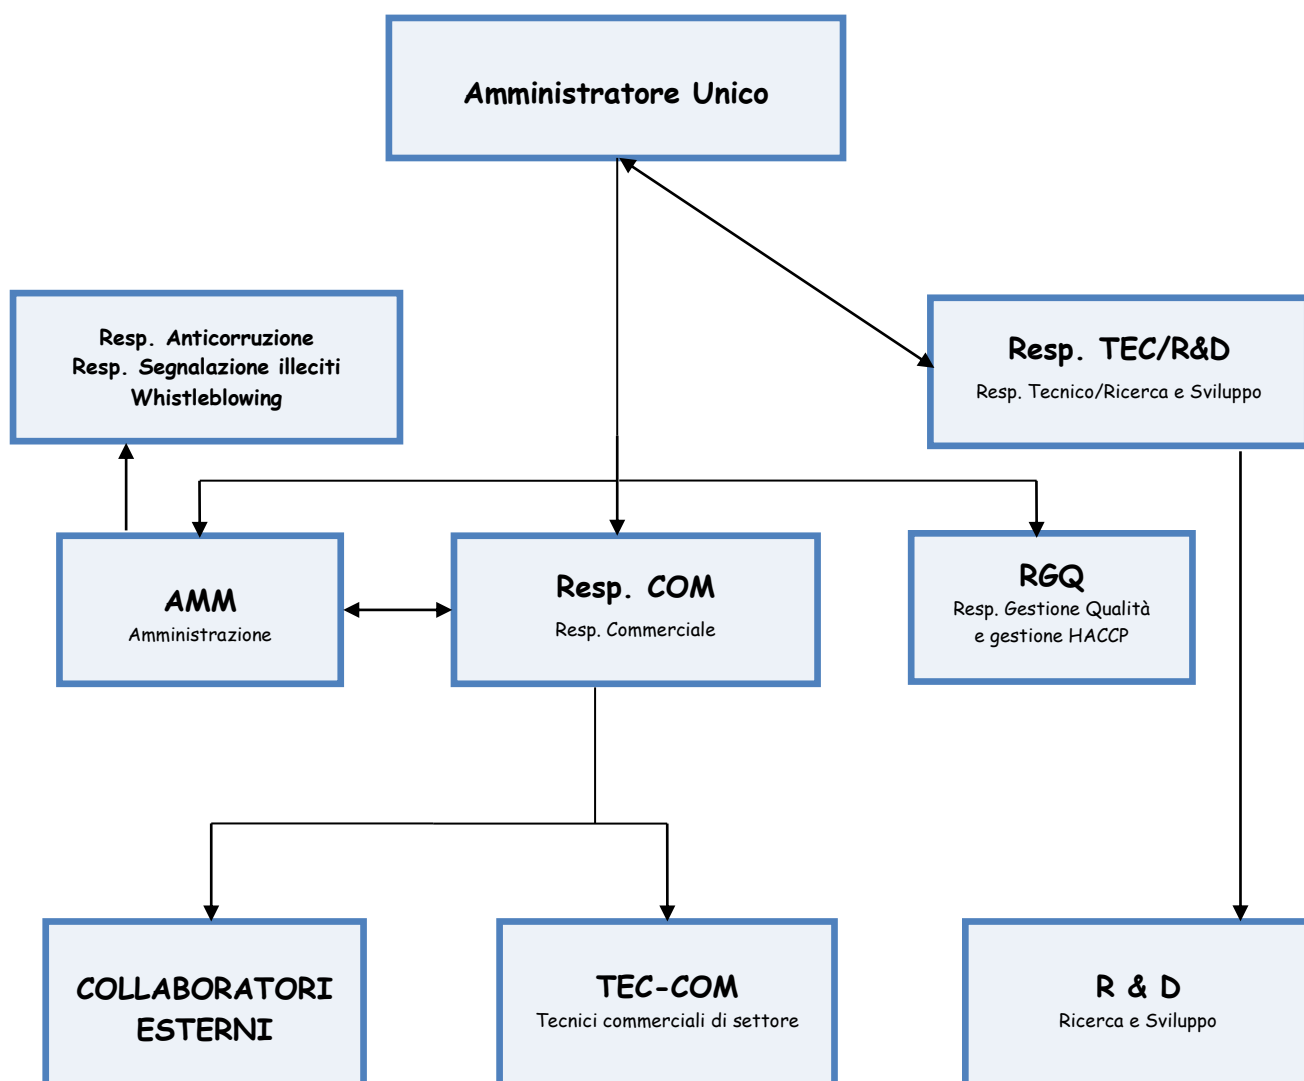 Amministratore Unico
Resp. Anticorruzione
Resp. Segnalazione illeciti
Whistleblowing
Resp. TEC/R&D
Resp. Tecnico/Ricerca e Sviluppo
AMM
Amministrazione
Resp. COM
Resp. Commerciale
RGQ
Resp. Gestione Qualità
e gestione HACCP
COLLABORATORI
ESTERNI
TEC-COM
Tecnici commerciali di settore
R & D
Ricerca e Sviluppo